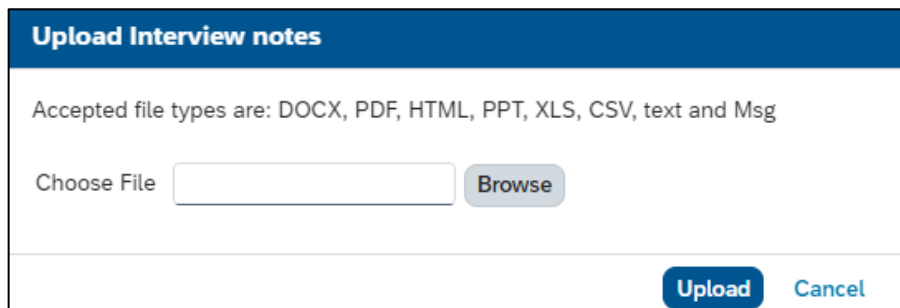 Upload Interview notes
Accepted file types are: DOCX, PDF, HTML, PPT, XLS, CSV, text and Msg
Choose File Browse
Upload Cancel